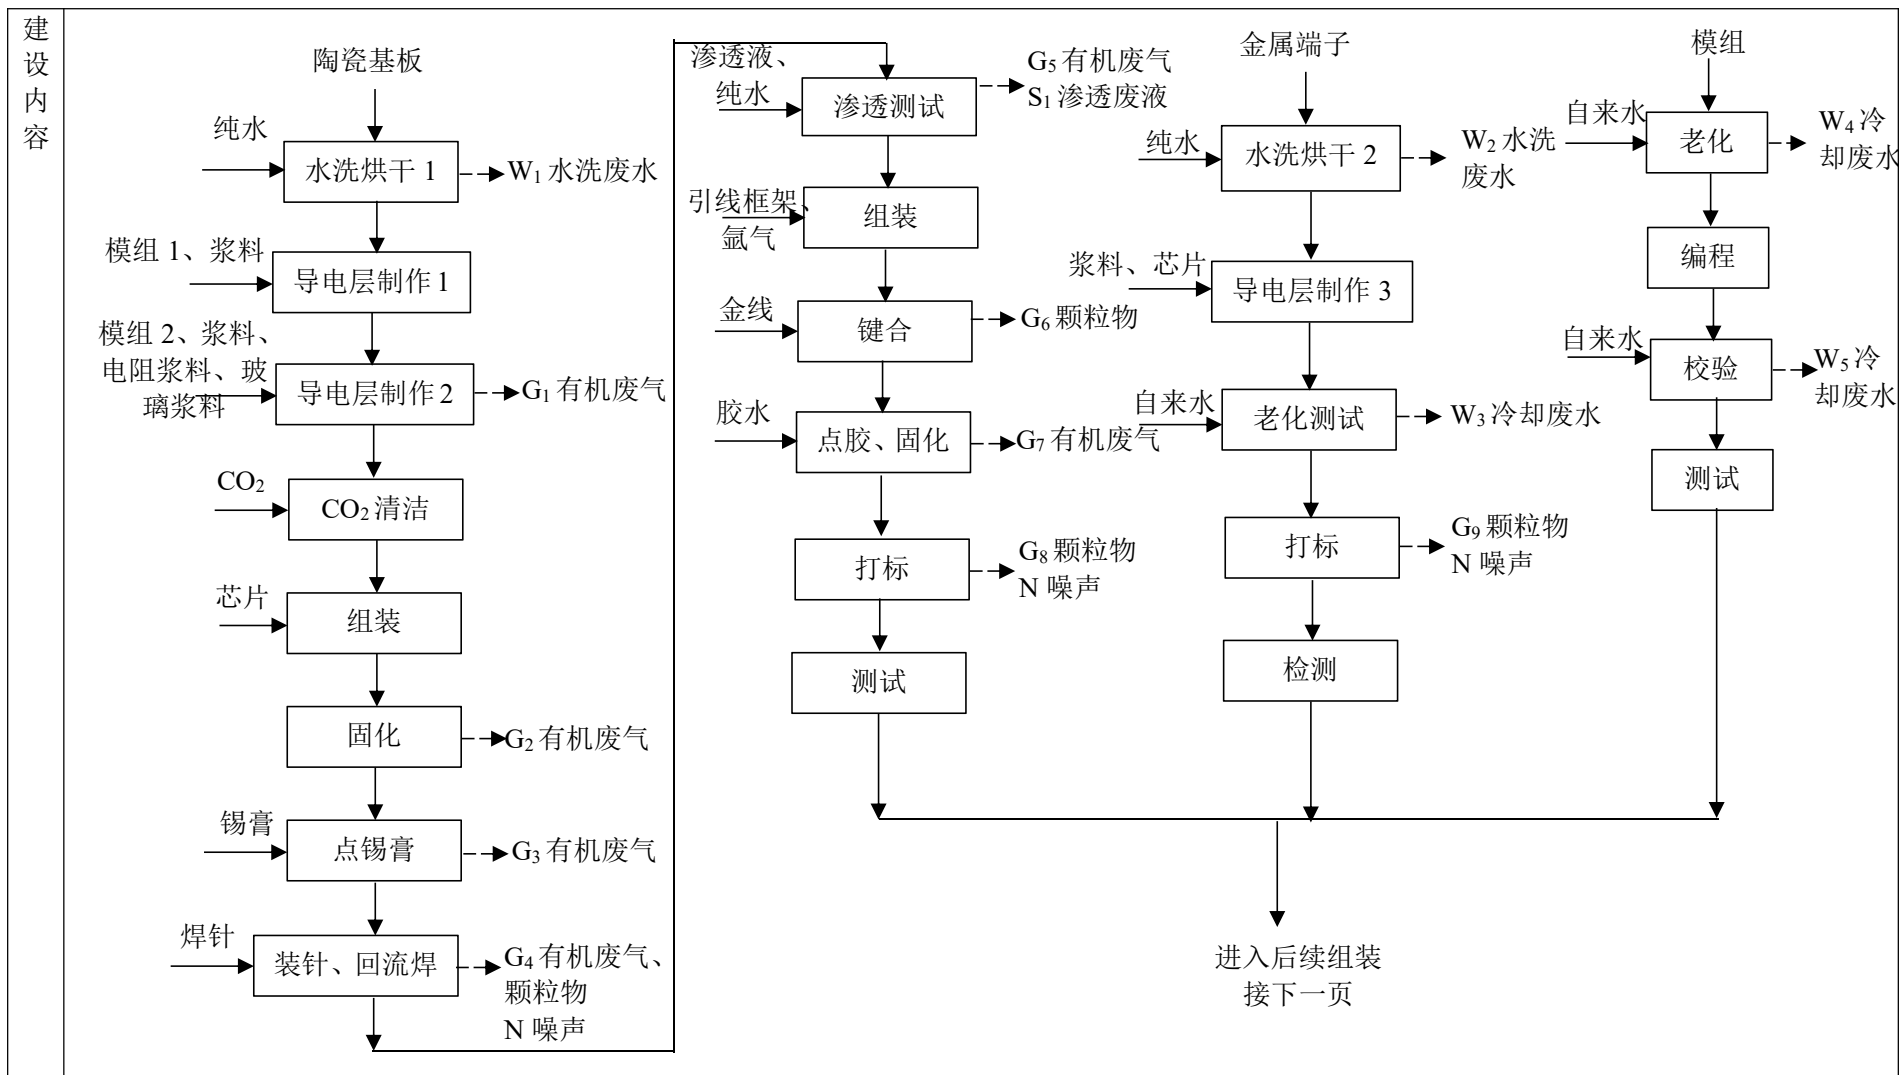 建
设
内
容
陶瓷基板
纯水
水洗烘干 1
W₁ 水洗废水
模组 1、浆料
导电层制作 1
模组 2、浆料、
电阻浆料、玻
璃浆料
导电层制作 2
G₁ 有机废气
CO₂
CO₂ 清洁
芯片
组装
固化
G₂ 有机废气
锡膏
点锡膏
G₃ 有机废气
焊针
装针、回流焊
G₄ 有机废气、
颗粒物
N 噪声
渗透液、
纯水
渗透测试
G₅ 有机废气
S₁ 渗透废液
引线框架、
氩气
组装
金线
键合
G₆ 颗粒物
胶水
点胶、固化
G₇ 有机废气
打标
G₈ 颗粒物
N 噪声
测试
金属端子
纯水
水洗烘干 2
W₂ 水洗
废水
浆料、芯片
导电层制作 3
自来水
老化测试
W₃ 冷却废水
打标
G₉ 颗粒物
N 噪声
检测
模组
自来水
老化
W₄ 冷
却废水
编程
自来水
校验
W₅ 冷
却废水
测试
进入后续组装
接下一页